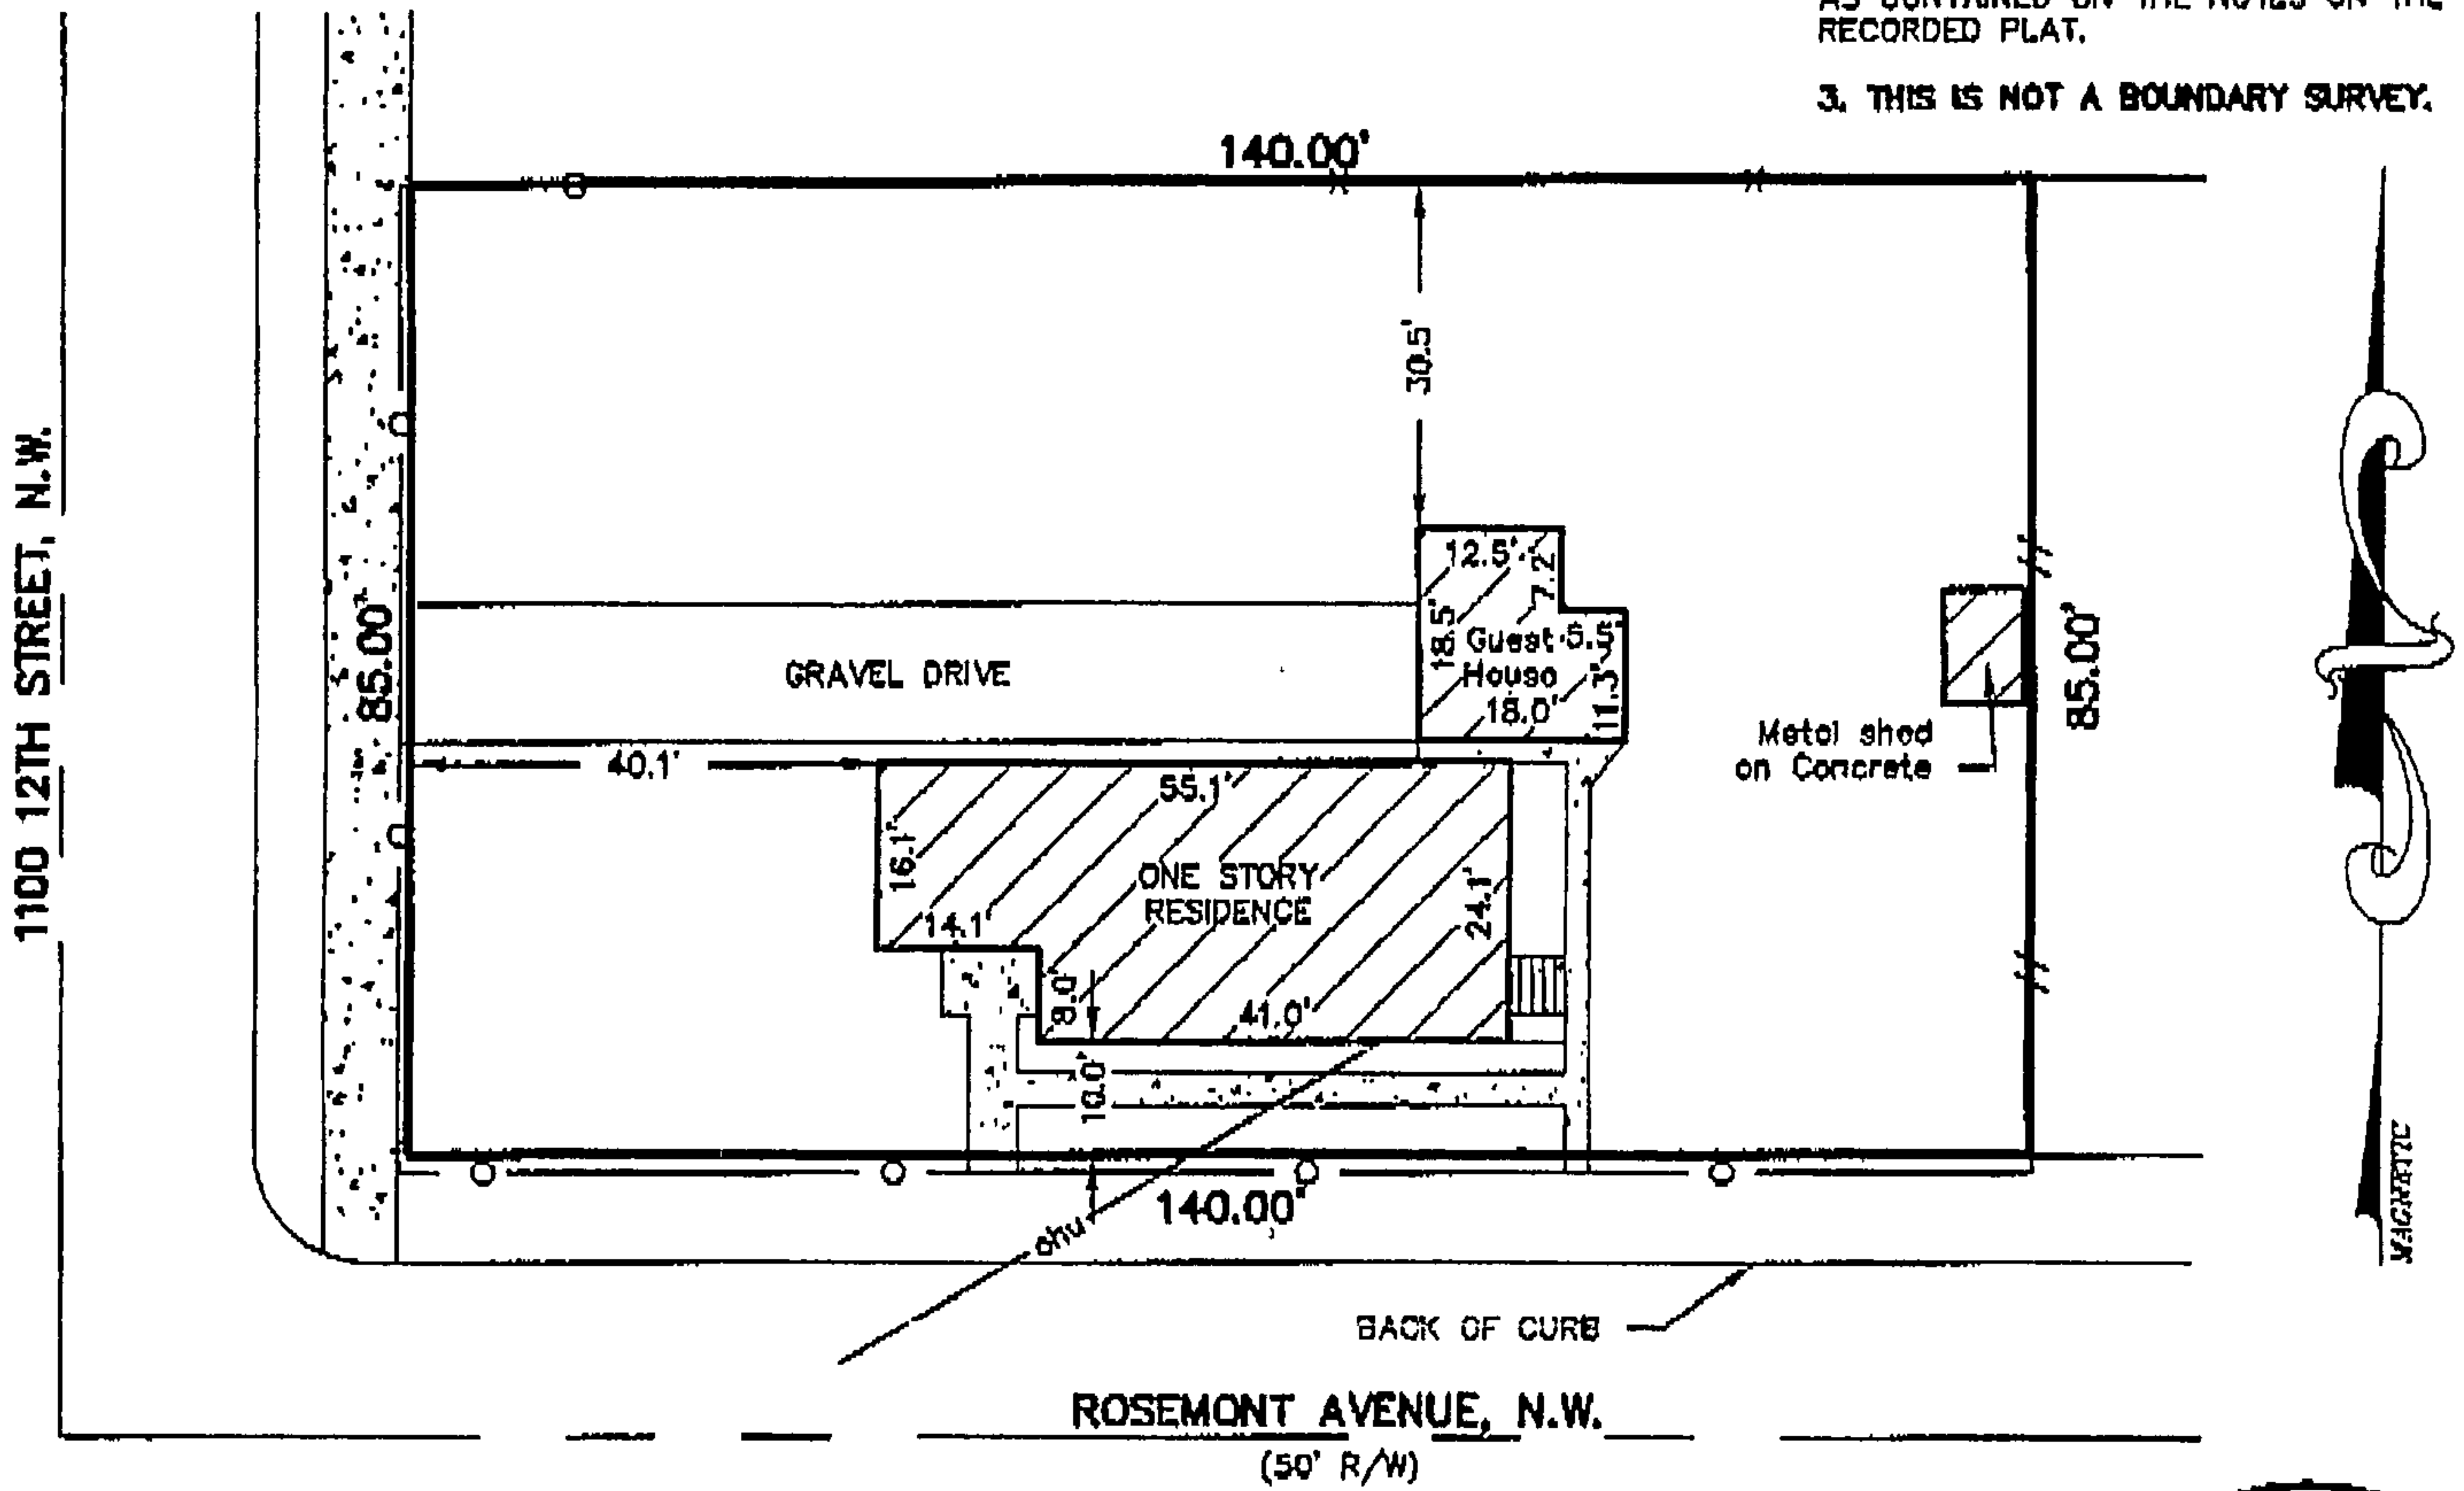 RECORDED PLAT.
3. THIS IS NOT A BOUNDARY SURVEY.
140.00'
30.5'
1100 12TH STREET, N.W.
85.00'
12.5'
7.2'
18.5'
Guest
House
5.5'
18.0'
11.3'
GRAVEL DRIVE
85.00'
Metal shed
on Concrete
40.1'
55.1'
16.1'
ONE STORY
RESIDENCE
24.1'
14.1'
8.0'
41.0'
10.0'
140.00'
ohu
MAGNETIC
BACK OF CURB
ROSEMONT AVENUE, N.W.
(50' R/W)